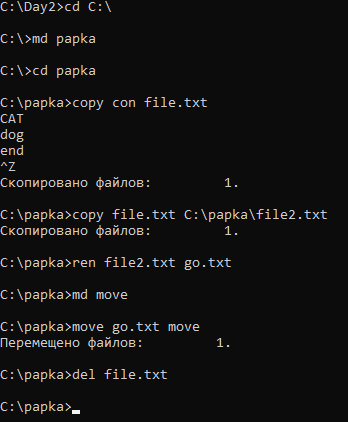 C:\Day2>cd C:\
C:\>md papka
C:\>cd papka
C:\papka>copy con file.txt
CAT
dog
end
^Z
Скопировано файлов:         1.
C:\papka>copy file.txt C:\papka\file2.txt
Скопировано файлов:         1.
C:\papka>ren file2.txt go.txt
C:\papka>md move
C:\papka>move go.txt move
Перемещено файлов:         1.
C:\papka>del file.txt
C:\papka>